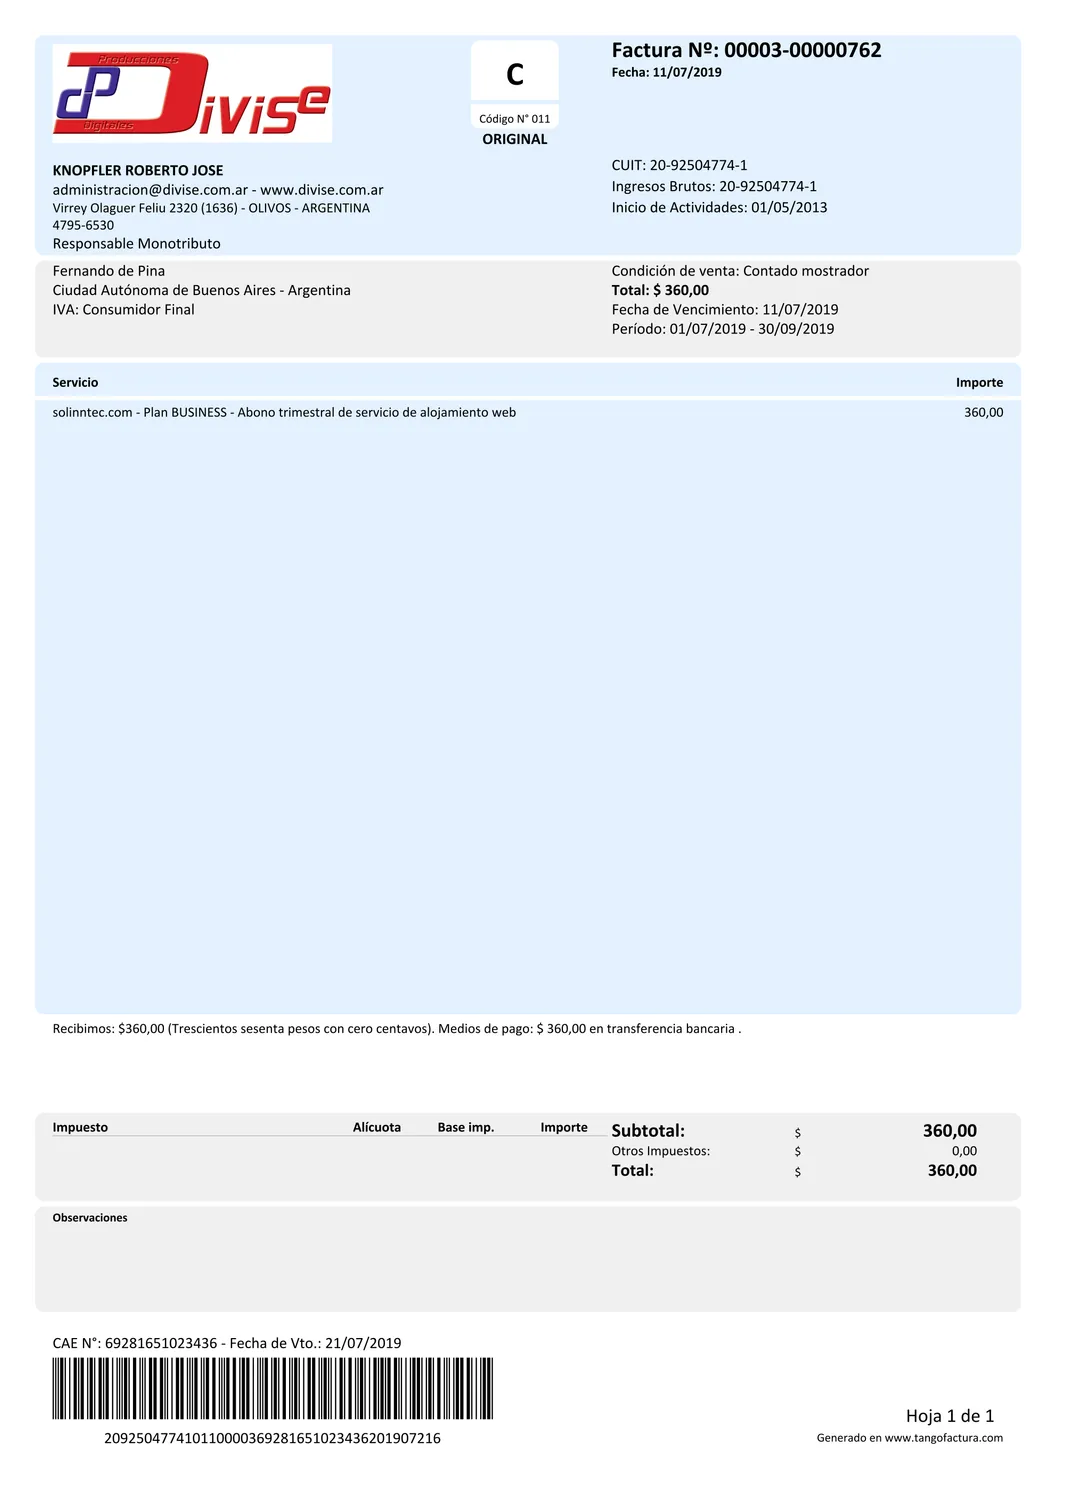 Producciones
dP Divise
Digitales
C
Código N° 011
ORIGINAL
Factura Nº: 00003-00000762
Fecha: 11/07/2019
KNOPFLER ROBERTO JOSE
administracion@divise.com.ar - www.divise.com.ar
Virrey Olaguer Feliu 2320 (1636) - OLIVOS - ARGENTINA
4795-6530
Responsable Monotributo
CUIT: 20-92504774-1
Ingresos Brutos: 20-92504774-1
Inicio de Actividades: 01/05/2013
Fernando de Pina
Ciudad Autónoma de Buenos Aires - Argentina
IVA: Consumidor Final
Condición de venta: Contado mostrador
Total: $ 360,00
Fecha de Vencimiento: 11/07/2019
Período: 01/07/2019 - 30/09/2019
Servicio Importe
solinntec.com - Plan BUSINESS - Abono trimestral de servicio de alojamiento web 360,00
Recibimos: $360,00 (Trescientos sesenta pesos con cero centavos). Medios de pago: $ 360,00 en transferencia bancaria .
Impuesto Alícuota Base imp. Importe
Subtotal: $ 360,00
Otros Impuestos: $ 0,00
Total: $ 360,00
Observaciones
CAE N°: 69281651023436 - Fecha de Vto.: 21/07/2019
209250477410110000369281651023436201907216
Hoja 1 de 1
Generado en www.tangofactura.com